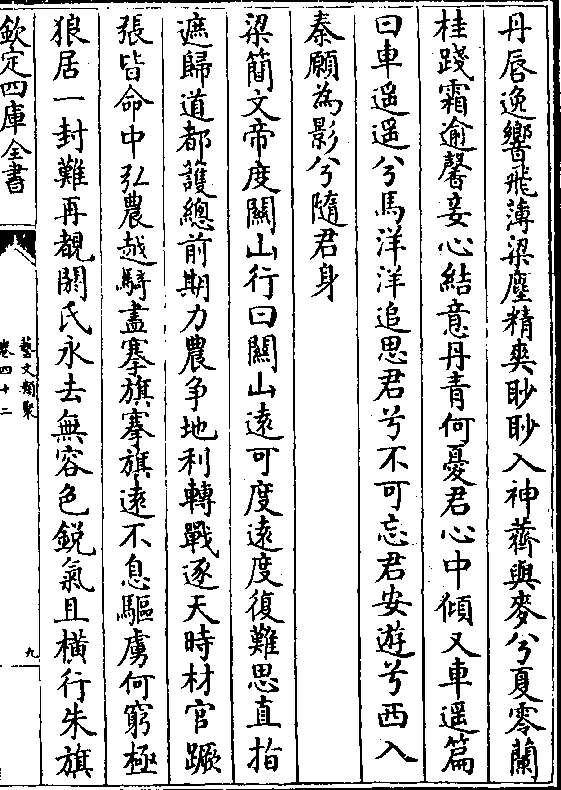 丹唇逸響飛薄梁塵精爽眇眇入神薺與麥兮夏零蘭
桂踐霜逾馨妾心結意丹青何憂君心中傾又車遥篇
曰車遥遥兮馬洋洋追思君兮不可忘君安遊兮西入
秦願為影兮隨君身
梁簡文帝度關山行曰關山遠可度遠度復難思直指
遮歸道都䕶總前期力農争地利轉戰逐天時材官蹶
張皆命中弘農越騎盡搴旗搴旗遠不息驅虜何窮極
狼居一封難再覩閼氏永去無容色鋭氣且横行朱旗
欽定四庫全書
藝文類聚
卷四十二
九